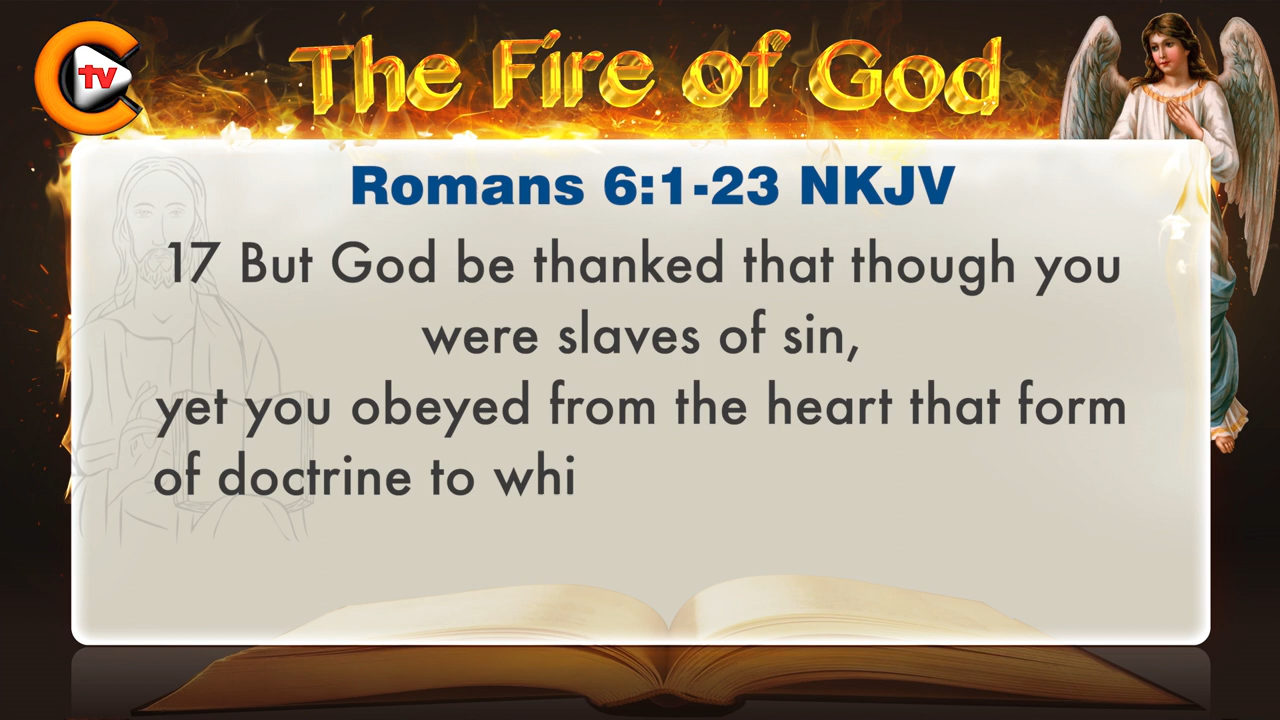 tv
The Fire of God
Romans 6:1-23 NKJV
17 But God be thanked that though you
were slaves of sin,
yet you obeyed from the heart that form
of doctrine to whi